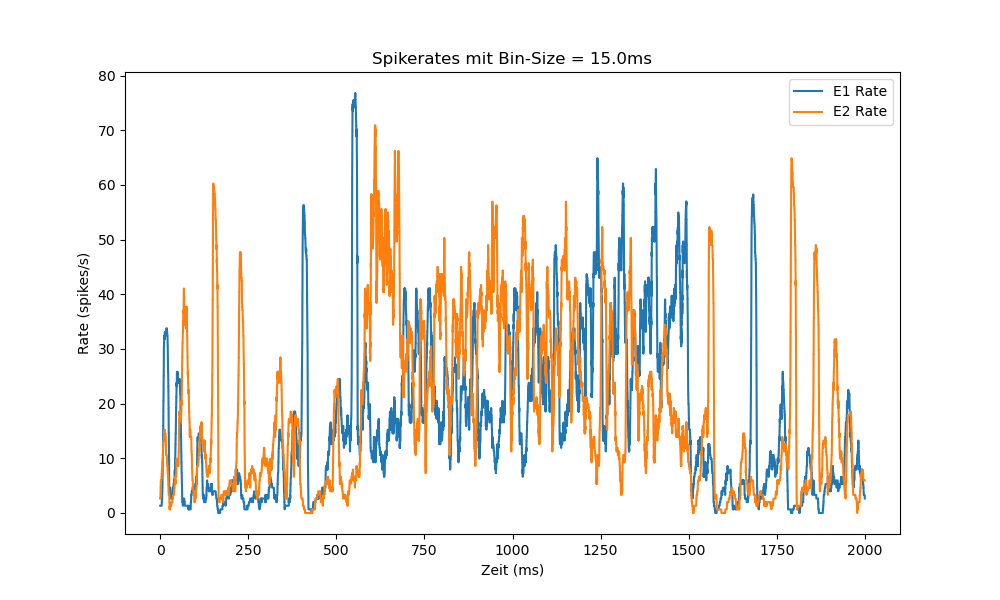 Spikerates mit Bin-Size = 15.0ms
80
70
60
50
40
30
20
10
0
Rate (spikes/s)
E1 Rate
E2 Rate
0 250 500 750 1000 1250 1500 1750 2000
Zeit (ms)